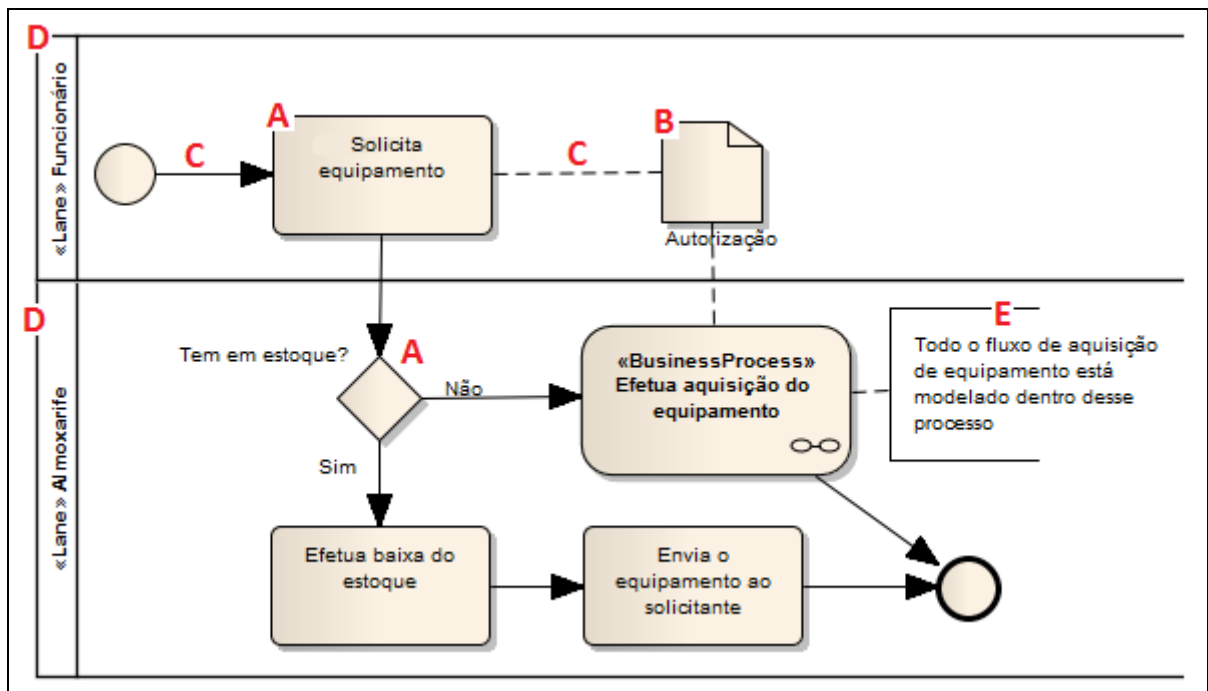 D
«Lane» Funcionário
C
A
Solicita
equipamento
C
B
Autorização
D
«Lane» Almoxarife
Tem em estoque?
A
Não
Sim
«BusinessProcess»
Efetua aquisição do
equipamento
E
Todo o fluxo de aquisição
de equipamento está
modelado dentro desse
processo
Efetua baixa do
estoque
Envia o
equipamento ao
solicitante